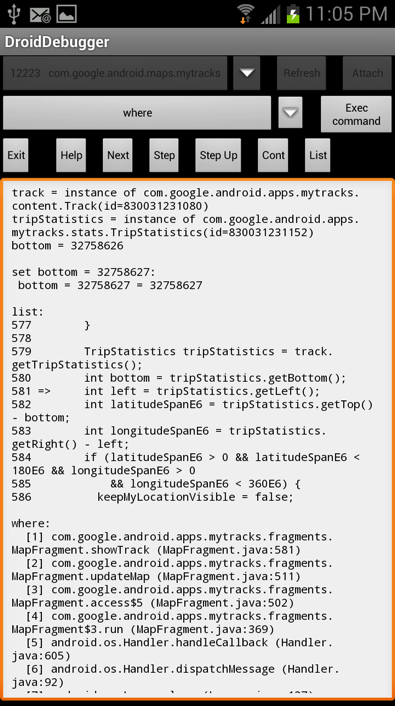 11:05 PM
DroidDebugger
12223 com.google.android.maps.mytracks
Refresh
Attach
where
Exec
command
Exit
Help
Next
Step
Step Up
Cont
List
track = instance of com.google.android.apps.mytracks.
content.Track(id=830031231080)
tripStatistics = instance of com.google.android.apps.
mytracks.stats.TripStatistics(id=830031231152)
bottom = 32758626
set bottom = 32758627:
bottom = 32758627 = 32758627
list:
577 }
578
579 TripStatistics tripStatistics = track.
getTripStatistics();
580 int bottom = tripStatistics.getBottom();
581 => int left = tripStatistics.getLeft();
582 int latitudeSpanE6 = tripStatistics.getTop()
- bottom;
583 int longitudeSpanE6 = tripStatistics.
getRight() - left;
584 if (latitudeSpanE6 > 0 && latitudeSpanE6 <
180E6 && longitudeSpanE6 > 0
585 && longitudeSpanE6 < 360E6) {
586 keepMyLocationVisible = false;
where:
[1] com.google.android.apps.mytracks.fragments.
MapFragment.showTrack (MapFragment.java:581)
[2] com.google.android.apps.mytracks.fragments.
MapFragment.updateMap (MapFragment.java:511)
[3] com.google.android.apps.mytracks.fragments.
MapFragment.access$5 (MapFragment.java:502)
[4] com.google.android.apps.mytracks.fragments.
MapFragment$3.run (MapFragment.java:369)
[5] android.os.Handler.handleCallback (Handler.
java:605)
[6] android.os.Handler.dispatchMessage (Handler.
java:92)